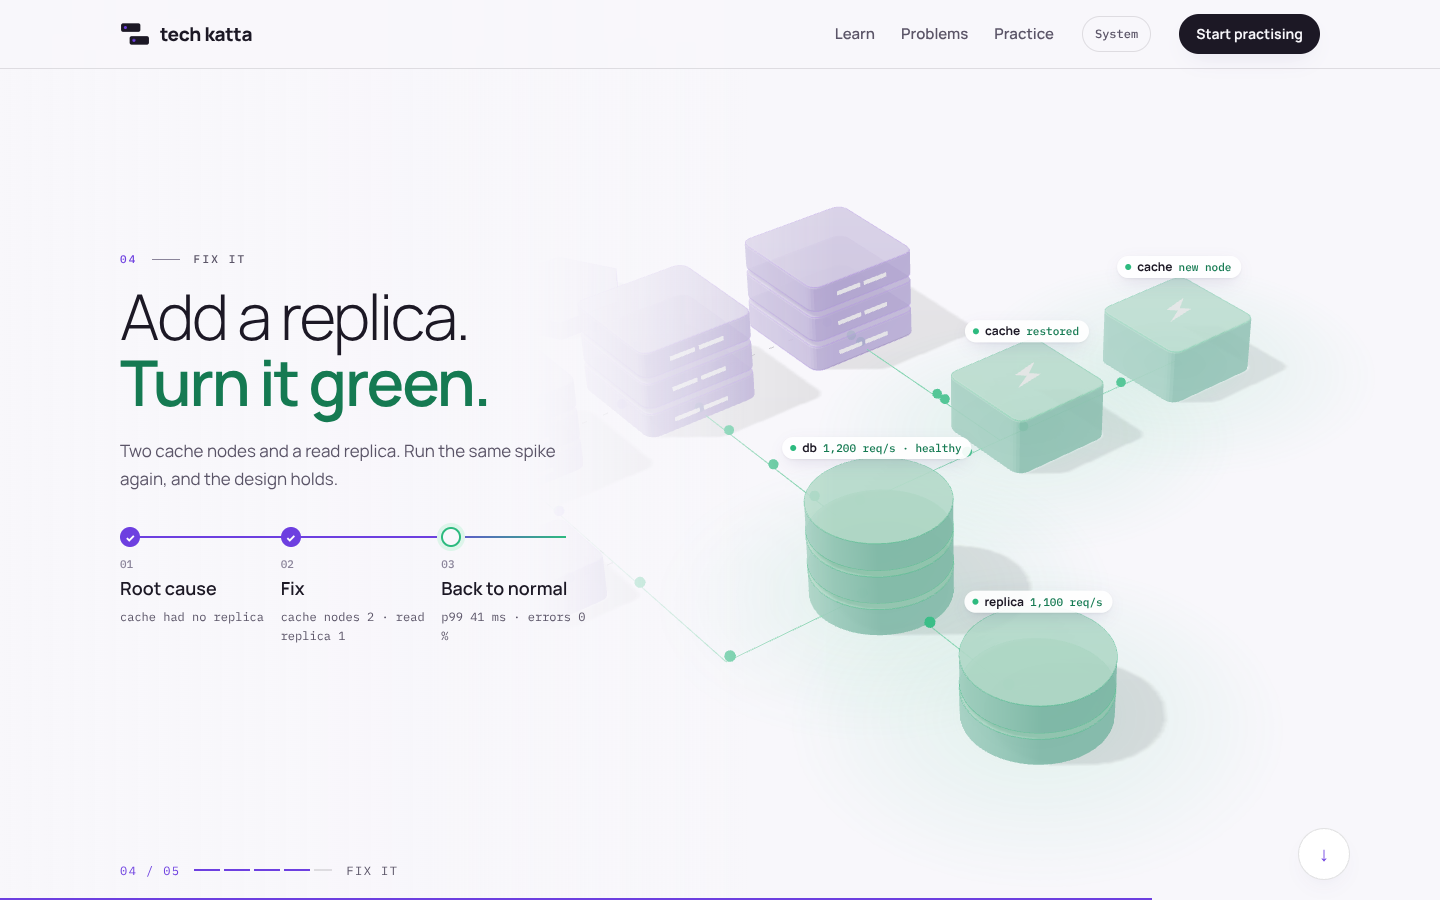 tech katta
Learn
Problems
Practice
System
Start practising
04
FIX IT
Add a replica.
Turn it green.
Two cache nodes and a read replica. Run the same spike
again, and the design holds.
01
Root cause
cache had no replica
02
Fix
cache nodes 2 · read
replica 1
03
Back to normal
p99 41 ms · errors 0
%
cache new node
cache restored
db 1,200 req/s · healthy
replica 1,100 req/s
04 / 05
FIX IT
↓